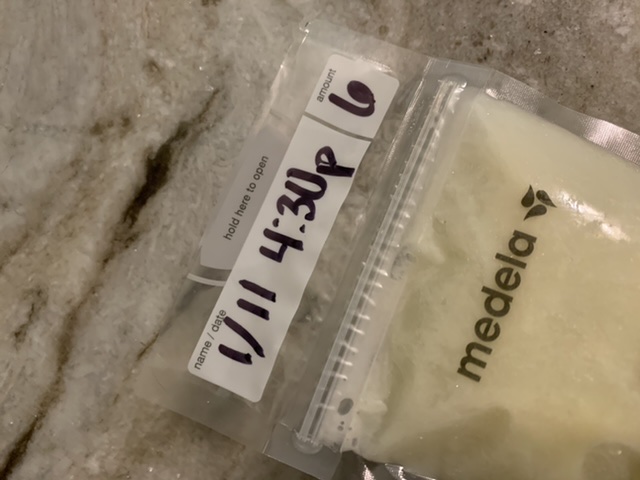 amount
6
hold here to open
name / date
1/11 4:30p
medela